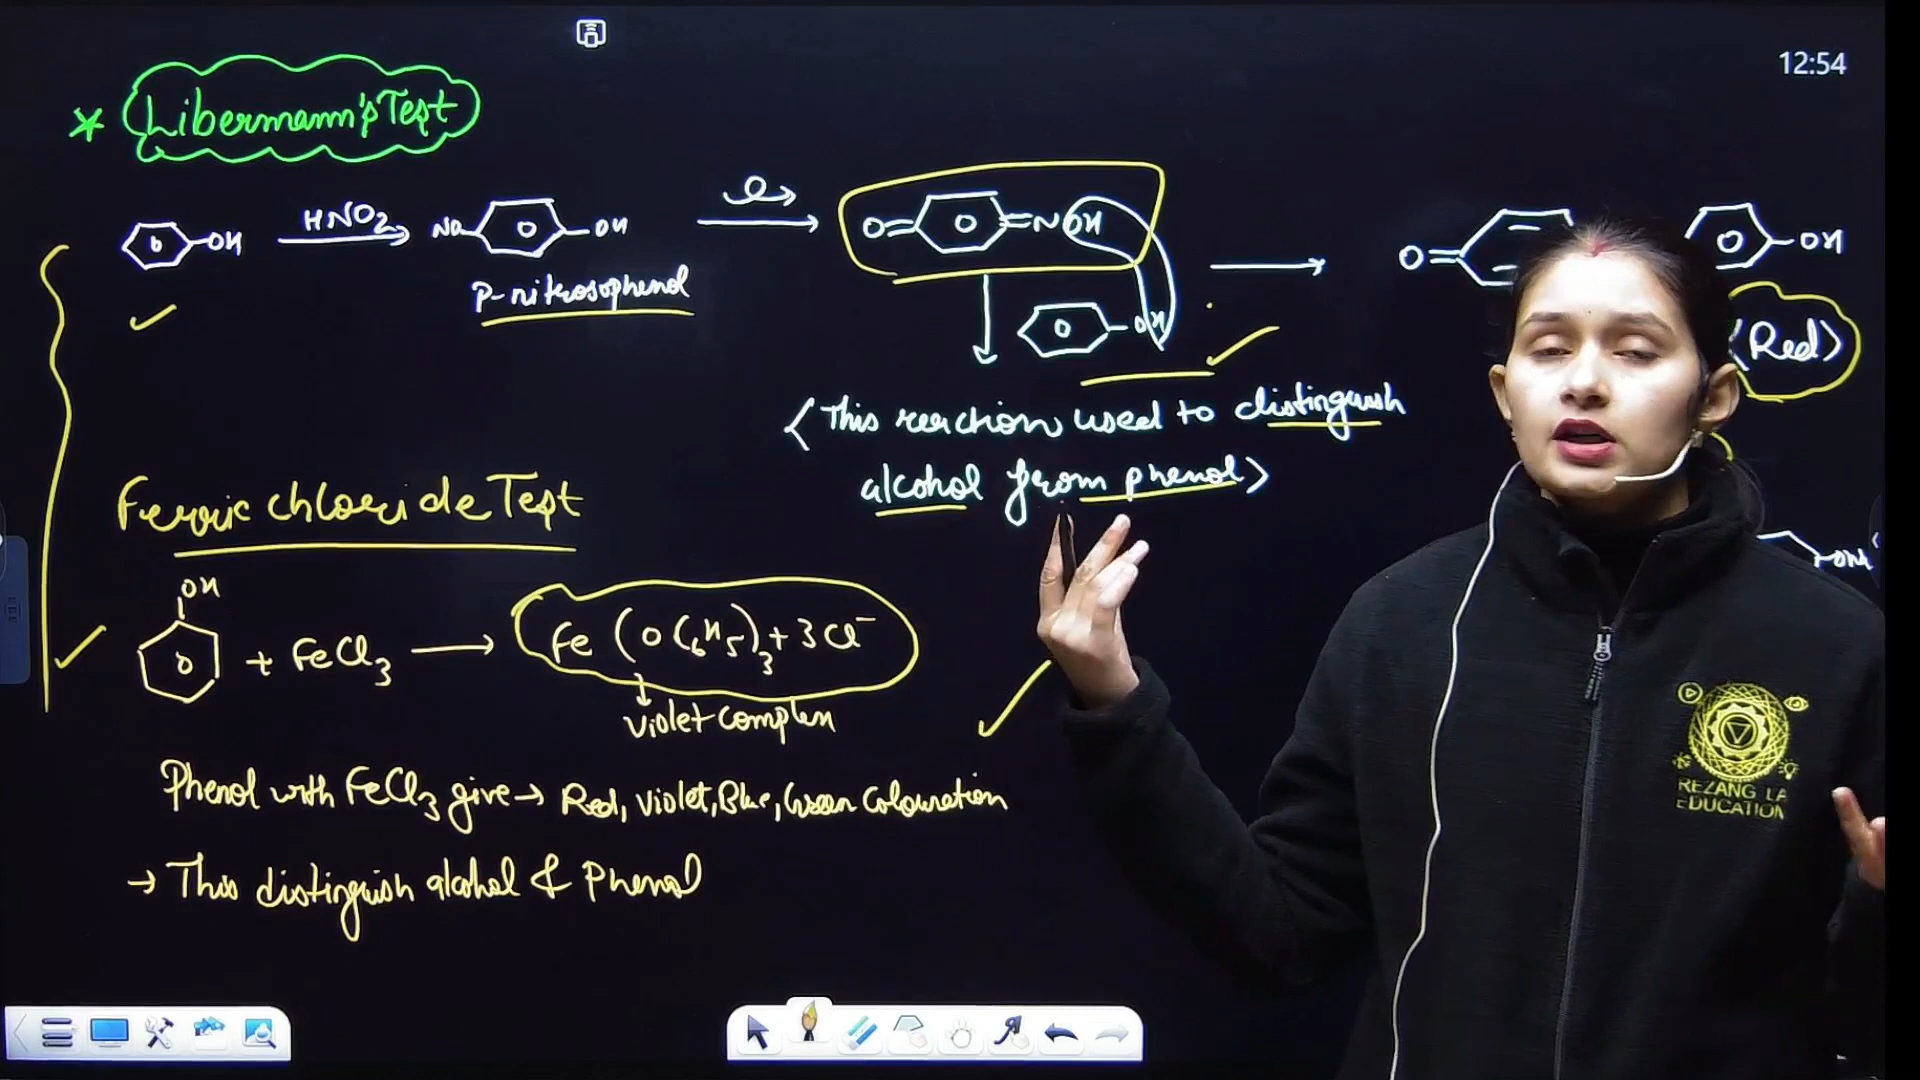 12:54
* Libermann's Test
OH HNO2 NO OH O NOH O OH
p-nitrosophenol
OH
(Red)
<This reaction used to distinguish
alcohol from phenol>
Ferric chloride Test
OH
+ FeCl3 Fe (OC6H5)3 + 3Cl-
violet complex
Phenol with FeCl3 give → Red, Violet, Blue, Green Colouration
→ This distinguish alcohol & Phenol
REZANG LA
EDUCATION